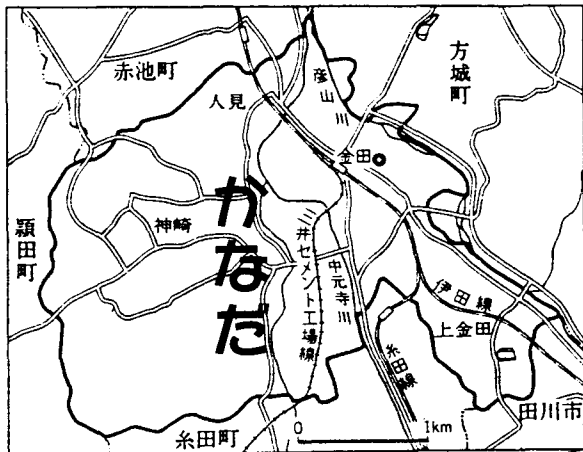 赤池町
方城町
彦山川
人見
金田
神崎
頴田町
かなだ
三井セメント工場線
中元寺川
伊田線
上金田
糸田線
田川市
糸田町
0 1km